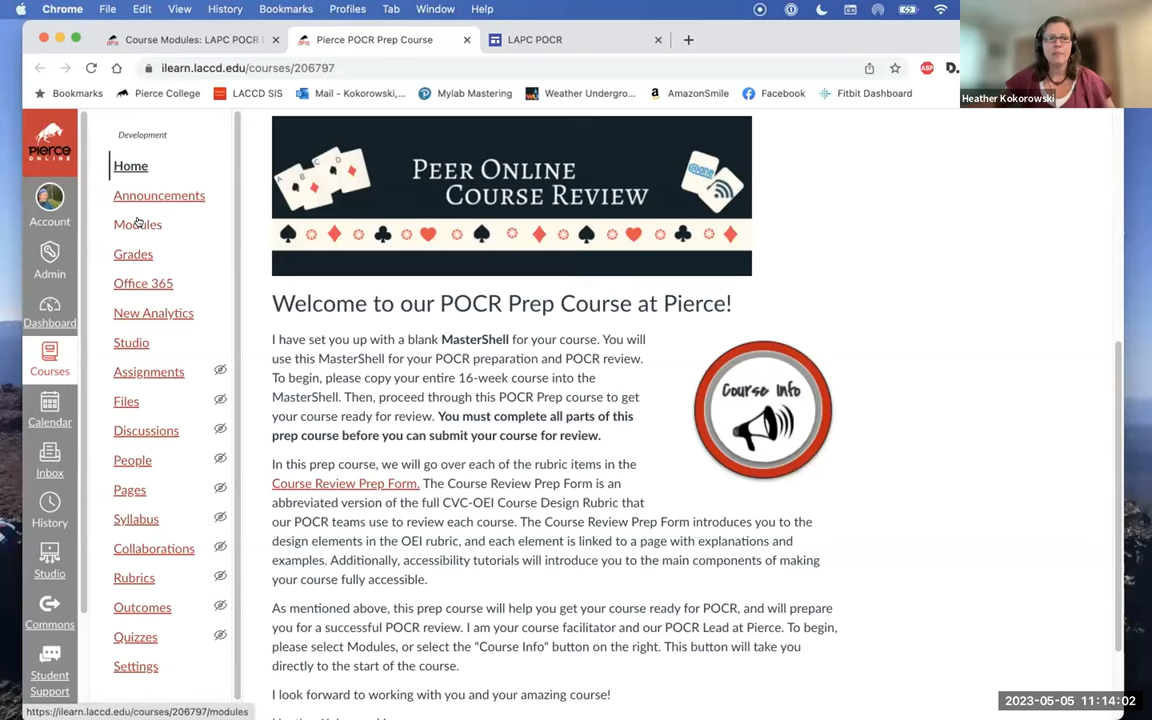 Chrome File Edit View History Bookmarks Profiles Tab Window Help
Course Modules: LAPC POCR
Pierce POCR Prep Course
LAPC POCR
ilearn.laccd.edu/courses/206797
ABP
D.
Bookmarks Pierce College LACCD SIS Mail - Kokorowski,... Mylab Mastering Weather Undergro... AmazonSmile Facebook Fitbit Dashboard
Heather Kokorowski
PIERCE
ONLINE
Account
Admin
Dashboard
Courses
Calendar
Inbox
History
Studio
Commons
Student
Support
Development
Home
Announcements
Modules
Grades
Office 365
New Analytics
Studio
Assignments
Files
Discussions
People
Pages
Syllabus
Collaborations
Rubrics
Outcomes
Quizzes
Settings
A B C D
@ONE
PEER ONLINE
COURSE REVIEW
Welcome to our POCR Prep Course at Pierce!
I have set you up with a blank MasterShell for your course. You will
use this MasterShell for your POCR preparation and POCR review.
To begin, please copy your entire 16-week course into the
MasterShell. Then, proceed through this POCR Prep course to get
your course ready for review. You must complete all parts of this
prep course before you can submit your course for review.
Course Info
In this prep course, we will go over each of the rubric items in the
Course Review Prep Form. The Course Review Prep Form is an
abbreviated version of the full CVC-OEI Course Design Rubric that
our POCR teams use to review each course. The Course Review Prep Form introduces you to the
design elements in the OEI rubric, and each element is linked to a page with explanations and
examples. Additionally, accessibility tutorials will introduce you to the main components of making
your course fully accessible.
As mentioned above, this prep course will help you get your course ready for POCR, and will prepare
you for a successful POCR review. I am your course facilitator and our POCR Lead at Pierce. To begin,
please select Modules, or select the "Course Info" button on the right. This button will take you
directly to the start of the course.
I look forward to working with you and your amazing course!
https://ilearn.laccd.edu/courses/206797/modules
2023-05-05 11:14:02